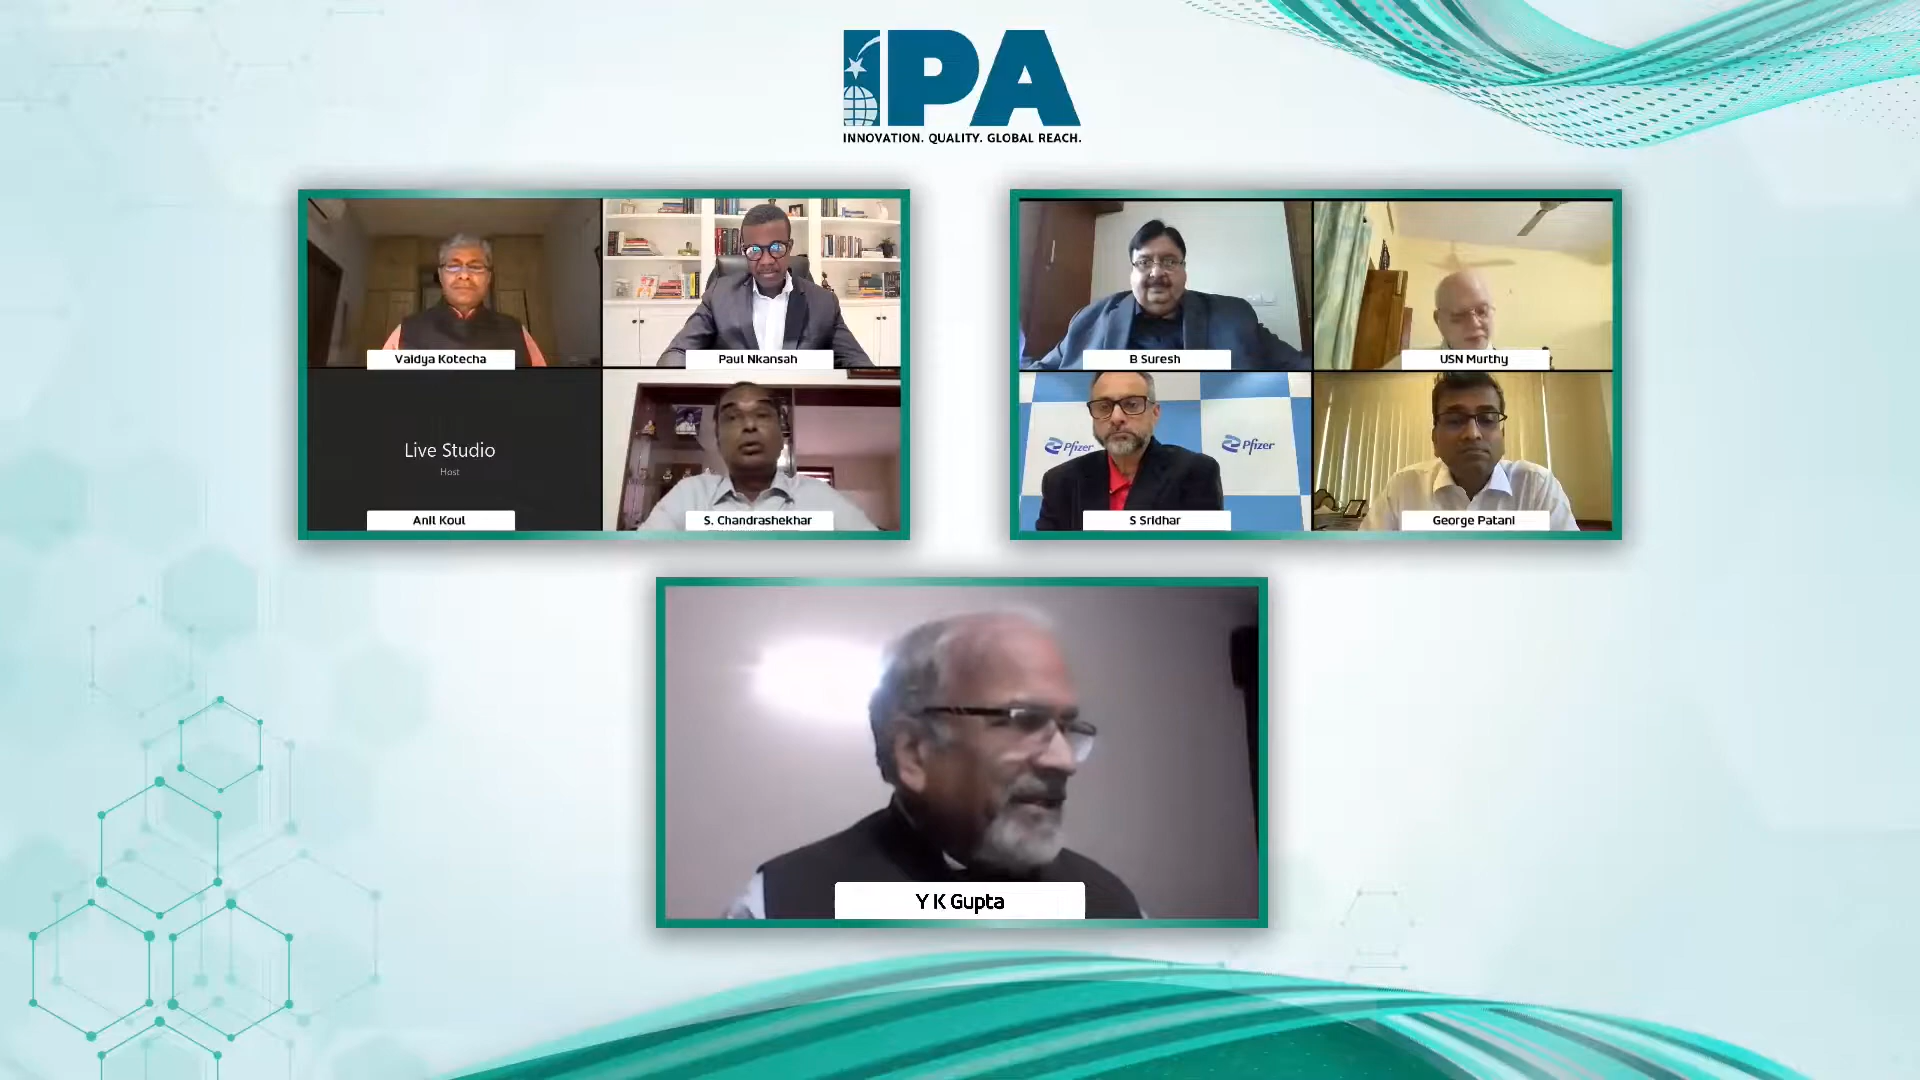 IPA
INNOVATION. QUALITY. GLOBAL REACH.
Vaidya Kotecha
Paul Nkansah
Live Studio
Host
Anil Koul
S. Chandrashekhar
B Suresh
USN Murthy
Pfizer
Pfizer
S Sridhar
George Patani
Y K Gupta